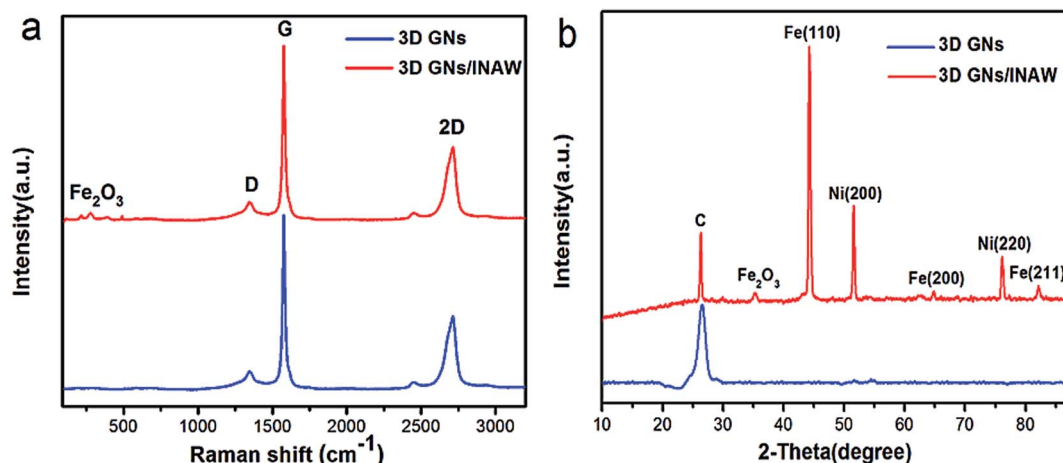 a
G
3D GNs
3D GNs/INAW
2D
Fe₂O₃
D
Intensity(a.u.)
500 1000 1500 2000 2500 3000
Raman shift (cm⁻¹)
b
Fe(110)
3D GNs
3D GNs/INAW
Ni(200)
C
Ni(220)
Fe₂O₃
Fe(200)
Fe(211)
Intensity(a.u.)
10 20 30 40 50 60 70 80
2-Theta(degree)